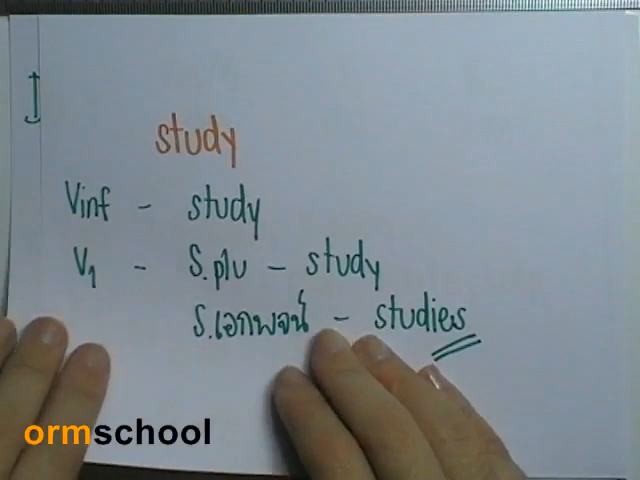 study
Vinf - study
V1 - S.plu - study
S.เอกพจน์ - studies
ormschool